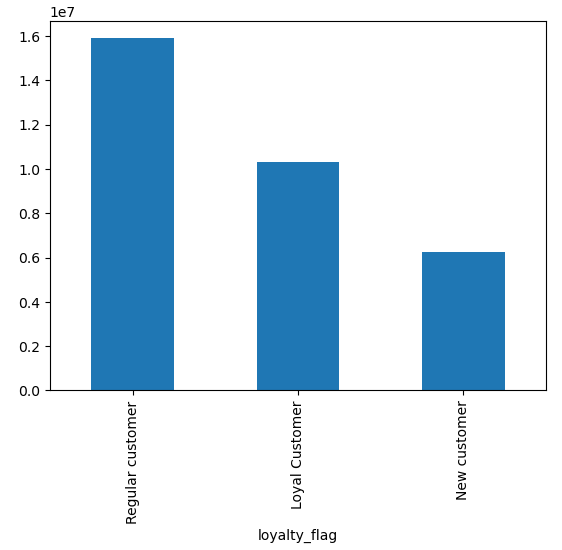 1e7
1.6
1.4
1.2
1.0
0.8
0.6
0.4
0.2
0.0
Regular customer
Loyal Customer
New customer
loyalty_flag